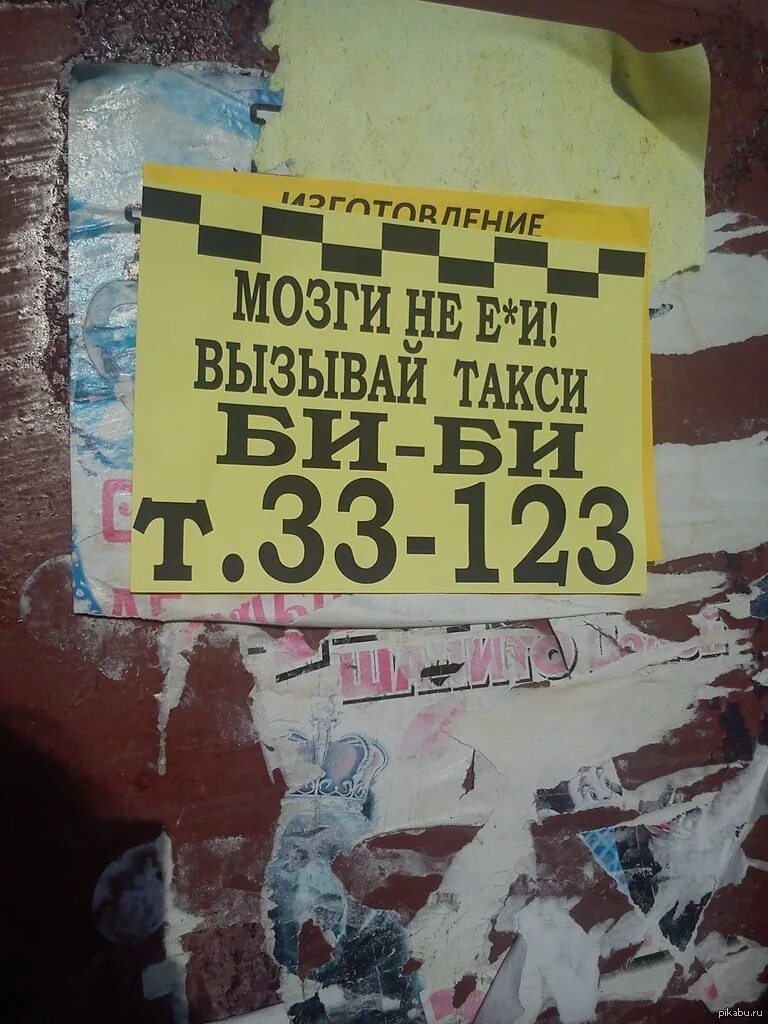 ИЗГОТОВЛЕНИЕ
МОЗГИ НЕ Е*И!
ВЫЗЫВАЙ ТАКСИ
БИ-БИ
т.33-123
pikabu.ru